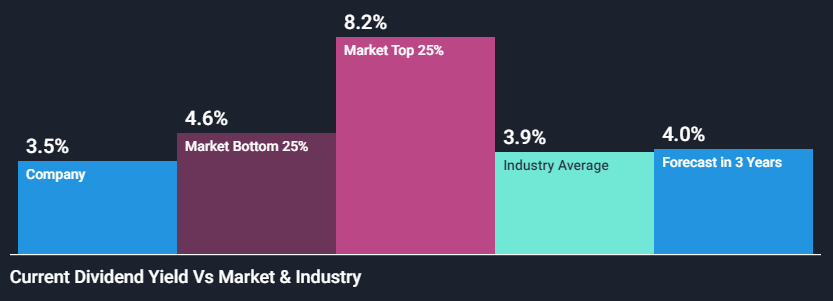 3.5%
Company
4.6%
Market Bottom 25%
8.2%
Market Top 25%
3.9%
Industry Average
4.0%
Forecast in 3 Years
Current Dividend Yield Vs Market & Industry